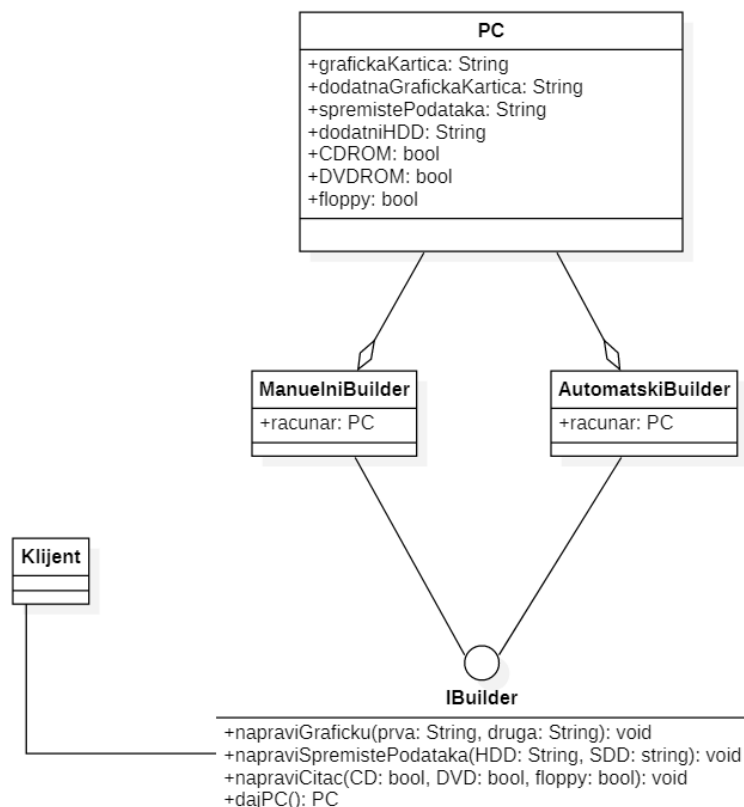 PC
+grafickaKartica: String
+dodatnaGrafickaKartica: String
+spremistePodataka: String
+dodatniHDD: String
+CDROM: bool
+DVDROM: bool
+floppy: bool
ManuelniBuilder
+racunar: PC
AutomatskiBuilder
+racunar: PC
Klijent
IBuilder
+napraviGraficku(prva: String, druga: String): void
+napraviSpremistePodataka(HDD: String, SDD: string): void
+napraviCitac(CD: bool, DVD: bool, floppy: bool): void
+dajPC(): PC